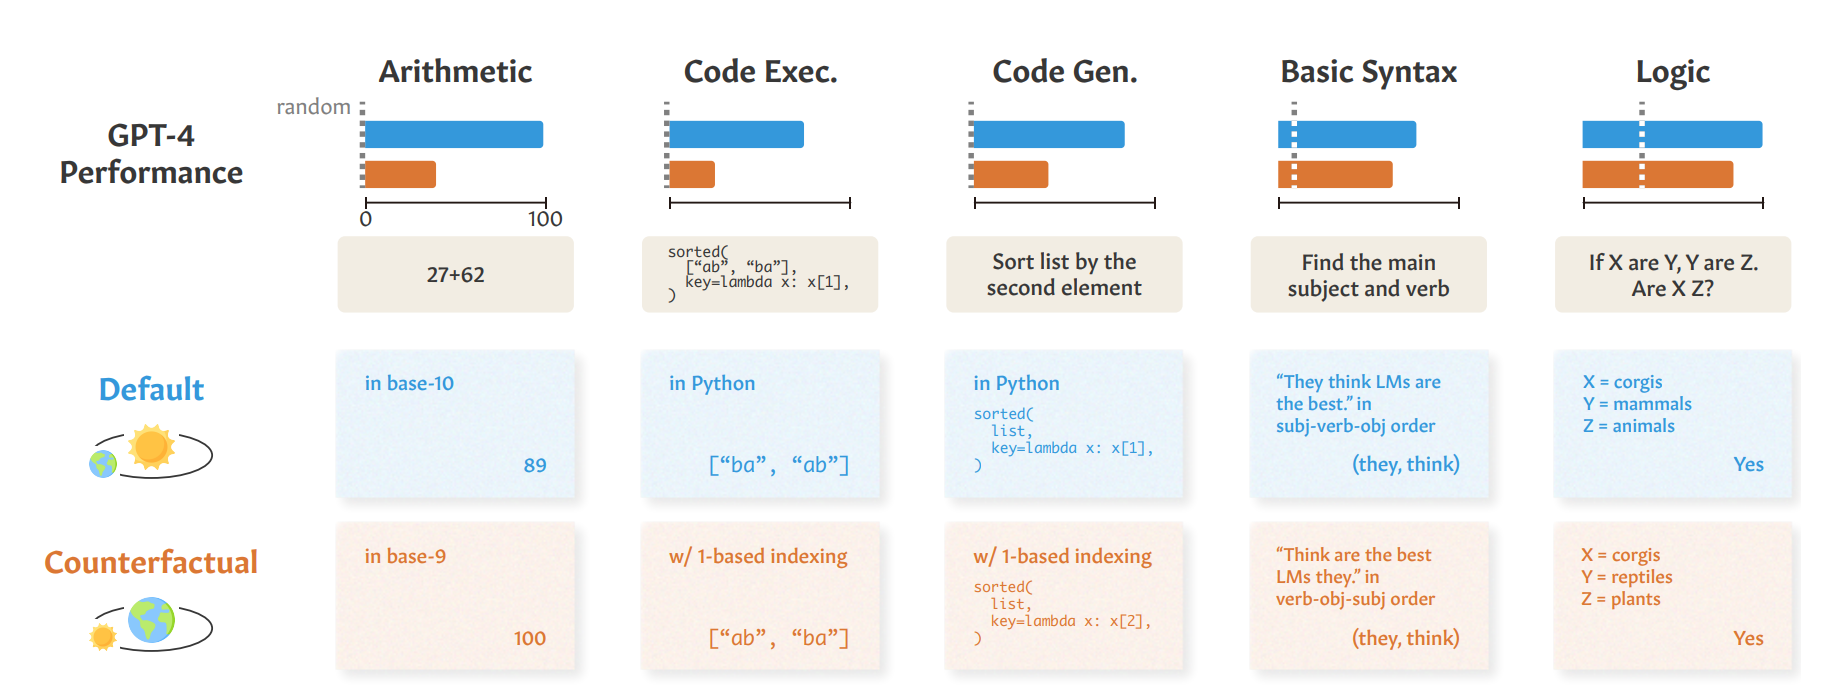 Arithmetic
Code Exec.
Code Gen.
Basic Syntax
Logic
random
GPT-4
Performance
0
100
27+62
sorted(
["ab", "ba"],
key=lambda x: x[1],
)
Sort list by the
second element
Find the main
subject and verb
If X are Y, Y are Z.
Are X Z?
Default
in base-10
89
in Python
["ba", "ab"]
in Python
sorted(
list,
key=lambda x: x[1],
)
“They think LMs are
the best.” in
subj-verb-obj order
(they, think)
X = corgis
Y = mammals
Z = animals
Yes
Counterfactual
in base-9
100
w/ 1-based indexing
["ab", "ba"]
w/ 1-based indexing
sorted(
list,
key=lambda x: x[2],
)
“Think are the best
LMs they.” in
verb-obj-subj order
(they, think)
X = corgis
Y = reptiles
Z = plants
Yes